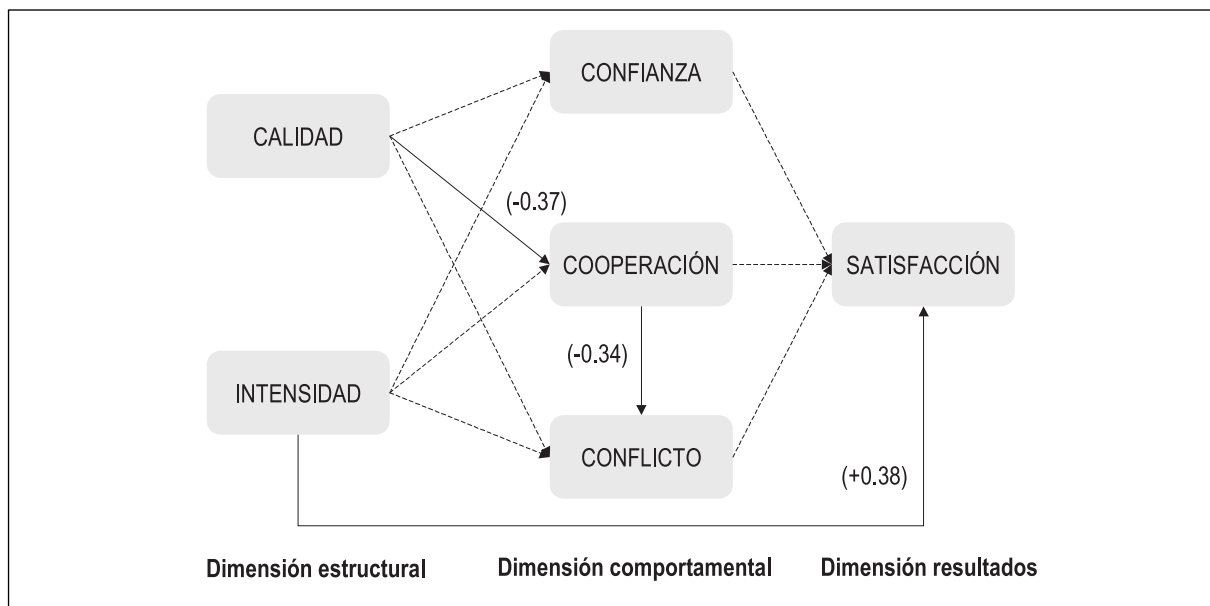 CONFIANZA
CALIDAD
(-0.37)
COOPERACIÓN
SATISFACCIÓN
(-0.34)
INTENSIDAD
CONFLICTO
(+0.38)
Dimensión estructural
Dimensión comportamental
Dimensión resultados